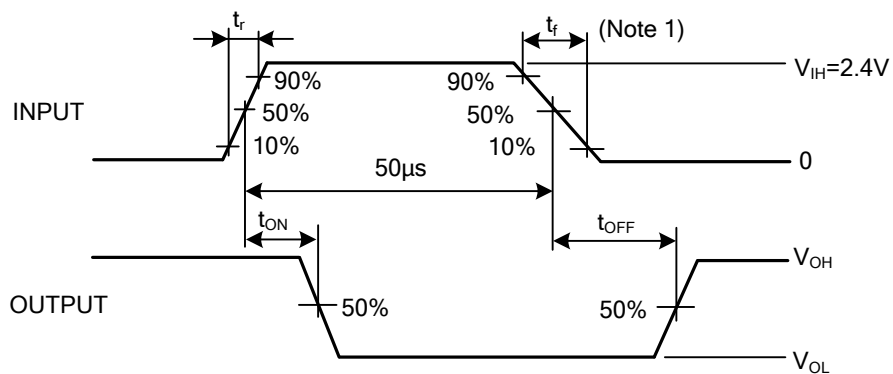 tr
tf
(Note 1)
VIH=2.4V
90%
90%
INPUT
50%
50%
10%
10%
0
50µs
tON
tOFF
VOH
OUTPUT
50%
50%
VOL